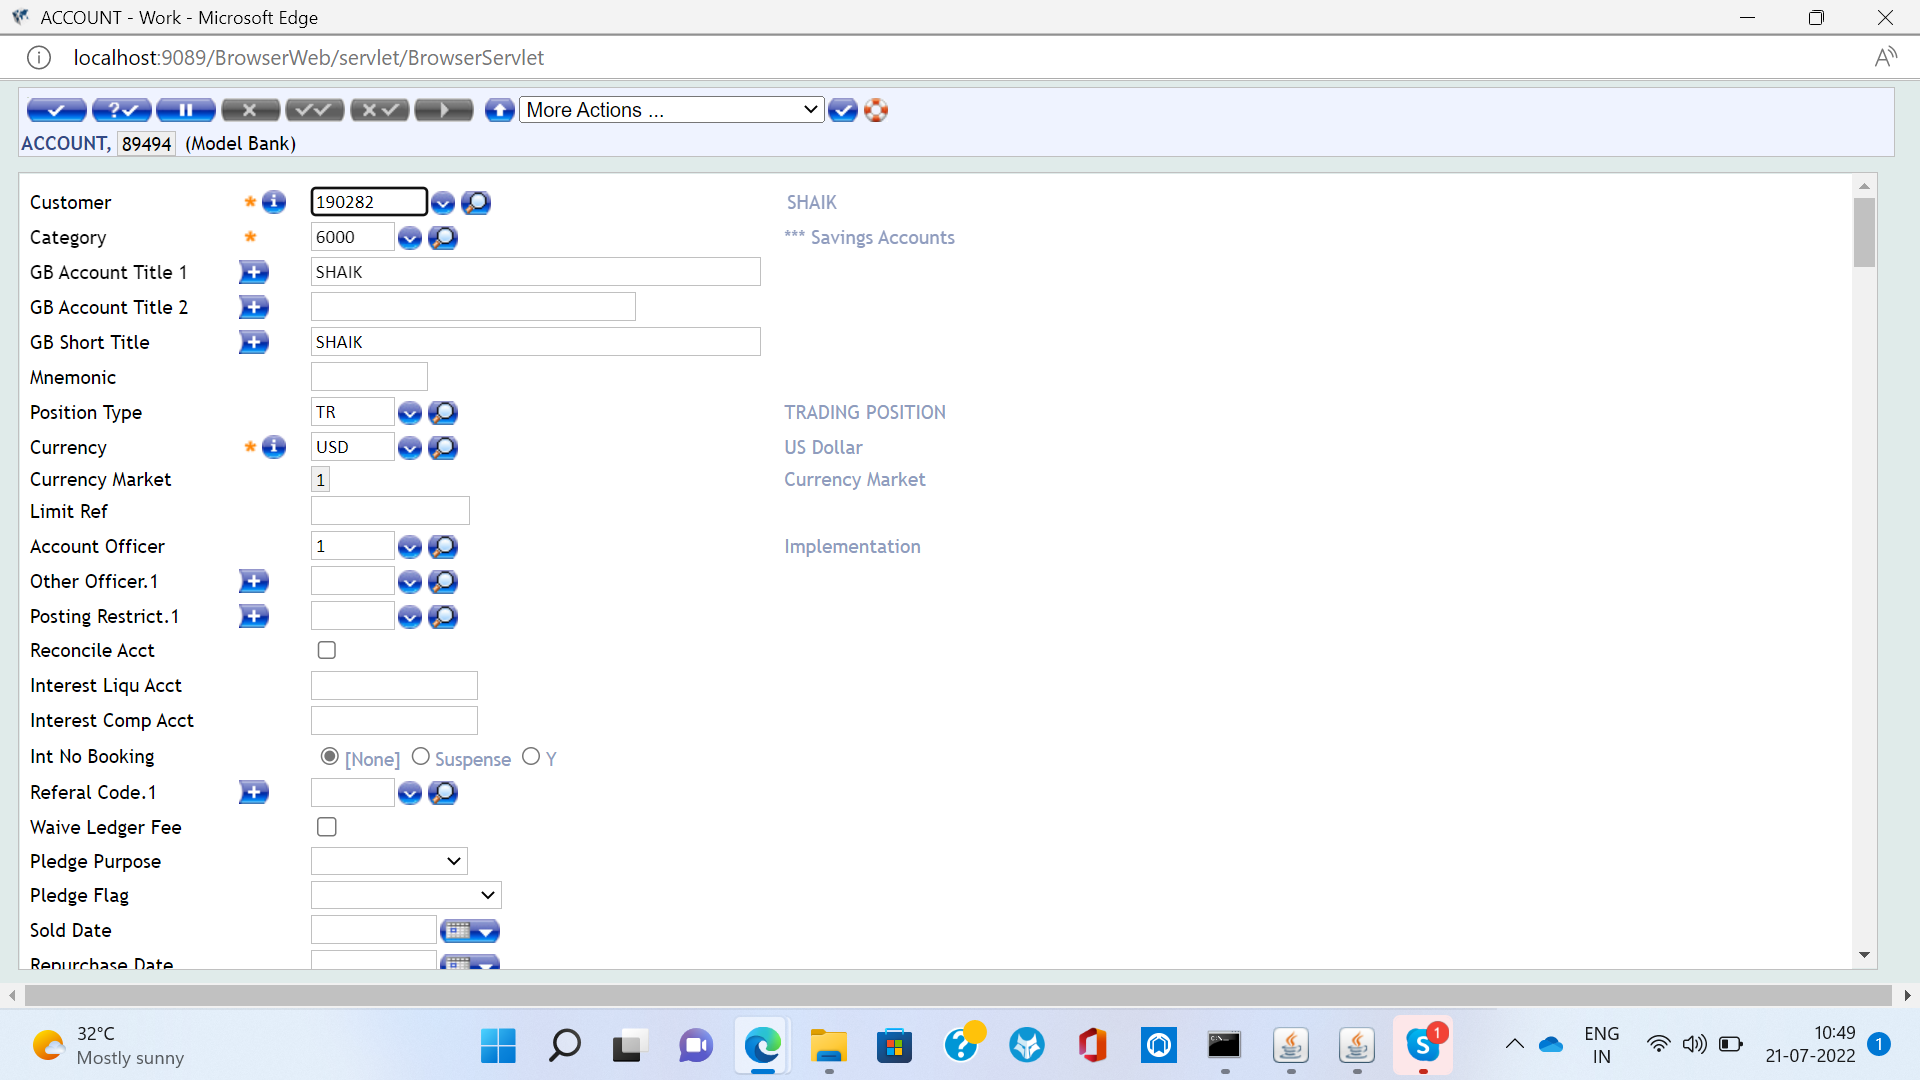 ACCOUNT - Work - Microsoft Edge
localhost:9089/BrowserWeb/servlet/BrowserServlet
More Actions ...
ACCOUNT, 89494 (Model Bank)
Customer * 190282 SHAIK
Category * 6000 *** Savings Accounts
GB Account Title 1 SHAIK
GB Account Title 2
GB Short Title SHAIK
Mnemonic
Position Type TR TRADING POSITION
Currency * USD US Dollar
Currency Market 1 Currency Market
Limit Ref
Account Officer 1 Implementation
Other Officer.1
Posting Restrict.1
Reconcile Acct
Interest Liqu Acct
Interest Comp Acct
Int No Booking [None] Suspense Y
Referal Code.1
Waive Ledger Fee
Pledge Purpose
Pledge Flag
Sold Date
Repurchase Date
32°C
Mostly sunny
1
ENG
IN
10:49
21-07-2022
1